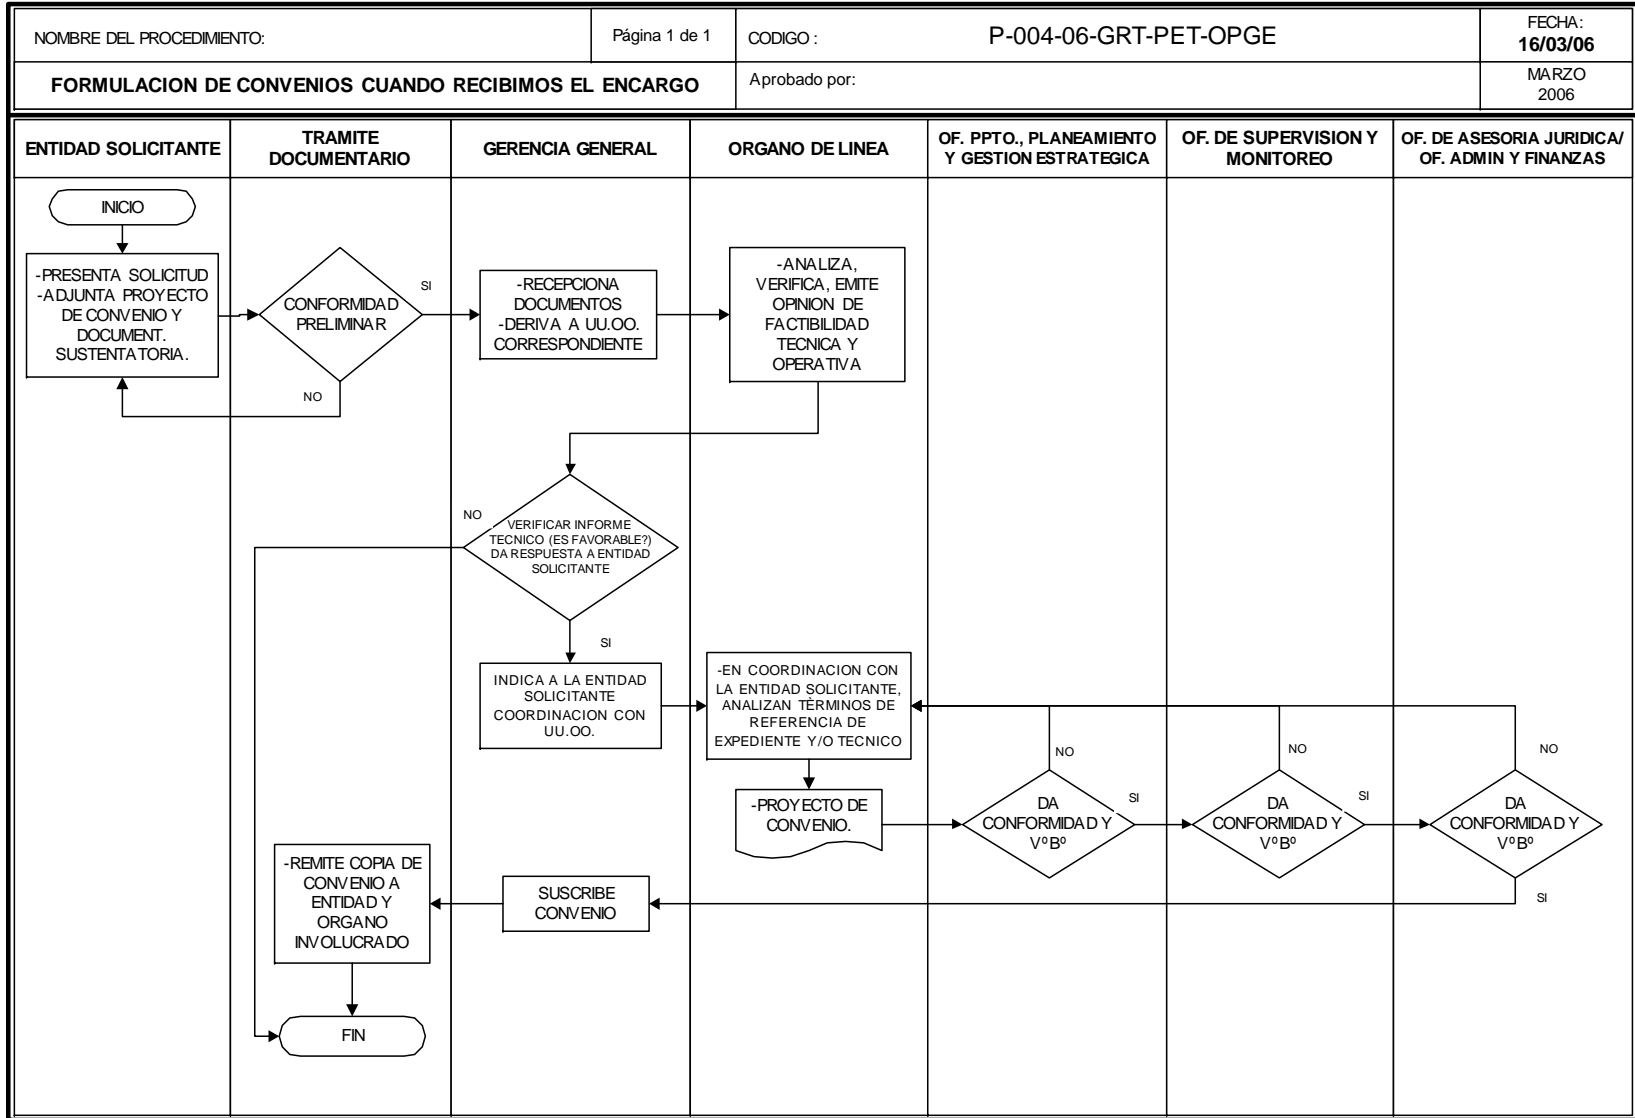 NOMBRE DEL PROCEDIMIENTO:
Página 1 de 1
CODIGO :
P-004-06-GRT-PET-OPGE
FECHA:
16/03/06
FORMULACION DE CONVENIOS CUANDO RECIBIMOS EL ENCARGO
Aprobado por:
MARZO
2006
ENTIDAD SOLICITANTE
TRAMITE
DOCUMENTARIO
GERENCIA GENERAL
ORGANO DE LINEA
OF. PPTO., PLANEAMIENTO
Y GESTION ESTRATEGICA
OF. DE SUPERVISION Y
MONITOREO
OF. DE ASESORIA JURIDICA/
OF. ADMIN Y FINANZAS
INICIO
-PRESENTA SOLICITUD
-ADJUNTA PROYECTO
DE CONVENIO Y
DOCUMENT.
SUSTENTATORIA.
CONFORMIDAD
PRELIMINAR
SI
NO
-RECEPCIONA
DOCUMENTOS
-DERIVA A UU.OO.
CORRESPONDIENTE
-ANALIZA,
VERIFICA, EMITE
OPINION DE
FACTIBILIDAD
TECNICA Y
OPERATIVA
NO
VERIFICAR INFORME
TECNICO (ES FAVORABLE?)
DA RESPUESTA A ENTIDAD
SOLICITANTE
SI
INDICA A LA ENTIDAD
SOLICITANTE
COORDINACION CON
UU.OO.
-EN COORDINACION CON
LA ENTIDAD SOLICITANTE,
ANALIZAN TÈRMINOS DE
REFERENCIA DE
EXPEDIENTE Y/O TECNICO
-PROYECTO DE
CONVENIO.
NO
DA
CONFORMIDAD Y
VºBº
SI
NO
DA
CONFORMIDAD Y
VºBº
SI
NO
DA
CONFORMIDAD Y
VºBº
SI
SUSCRIBE
CONVENIO
-REMITE COPIA DE
CONVENIO A
ENTIDAD Y
ORGANO
INVOLUCRADO
FIN